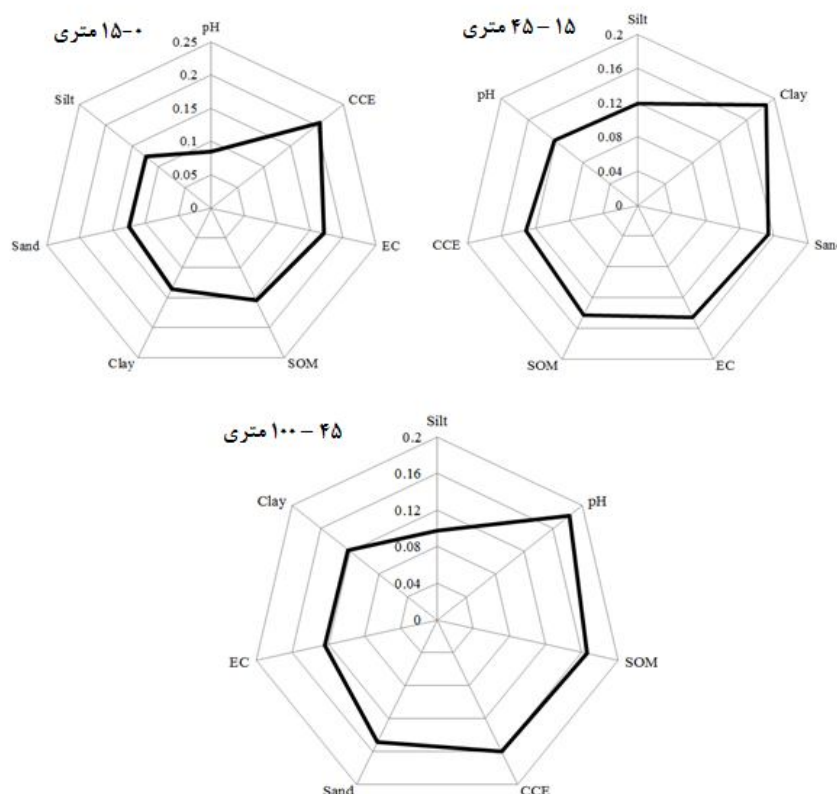 ۰-۱۵ متری
pH
0.25
0.2
0.15
0.1
0.05
0
CCE
EC
SOM
Clay
Sand
Silt
۱۵ – ۴۵ متری
Silt
0.2
0.16
0.12
0.08
0.04
0
Clay
San
EC
SOM
CCE
pH
۴۵ – ۱۰۰ متری
Silt
0.2
0.16
0.12
0.08
0.04
0
pH
SOM
CCE
Sand
EC
Clay